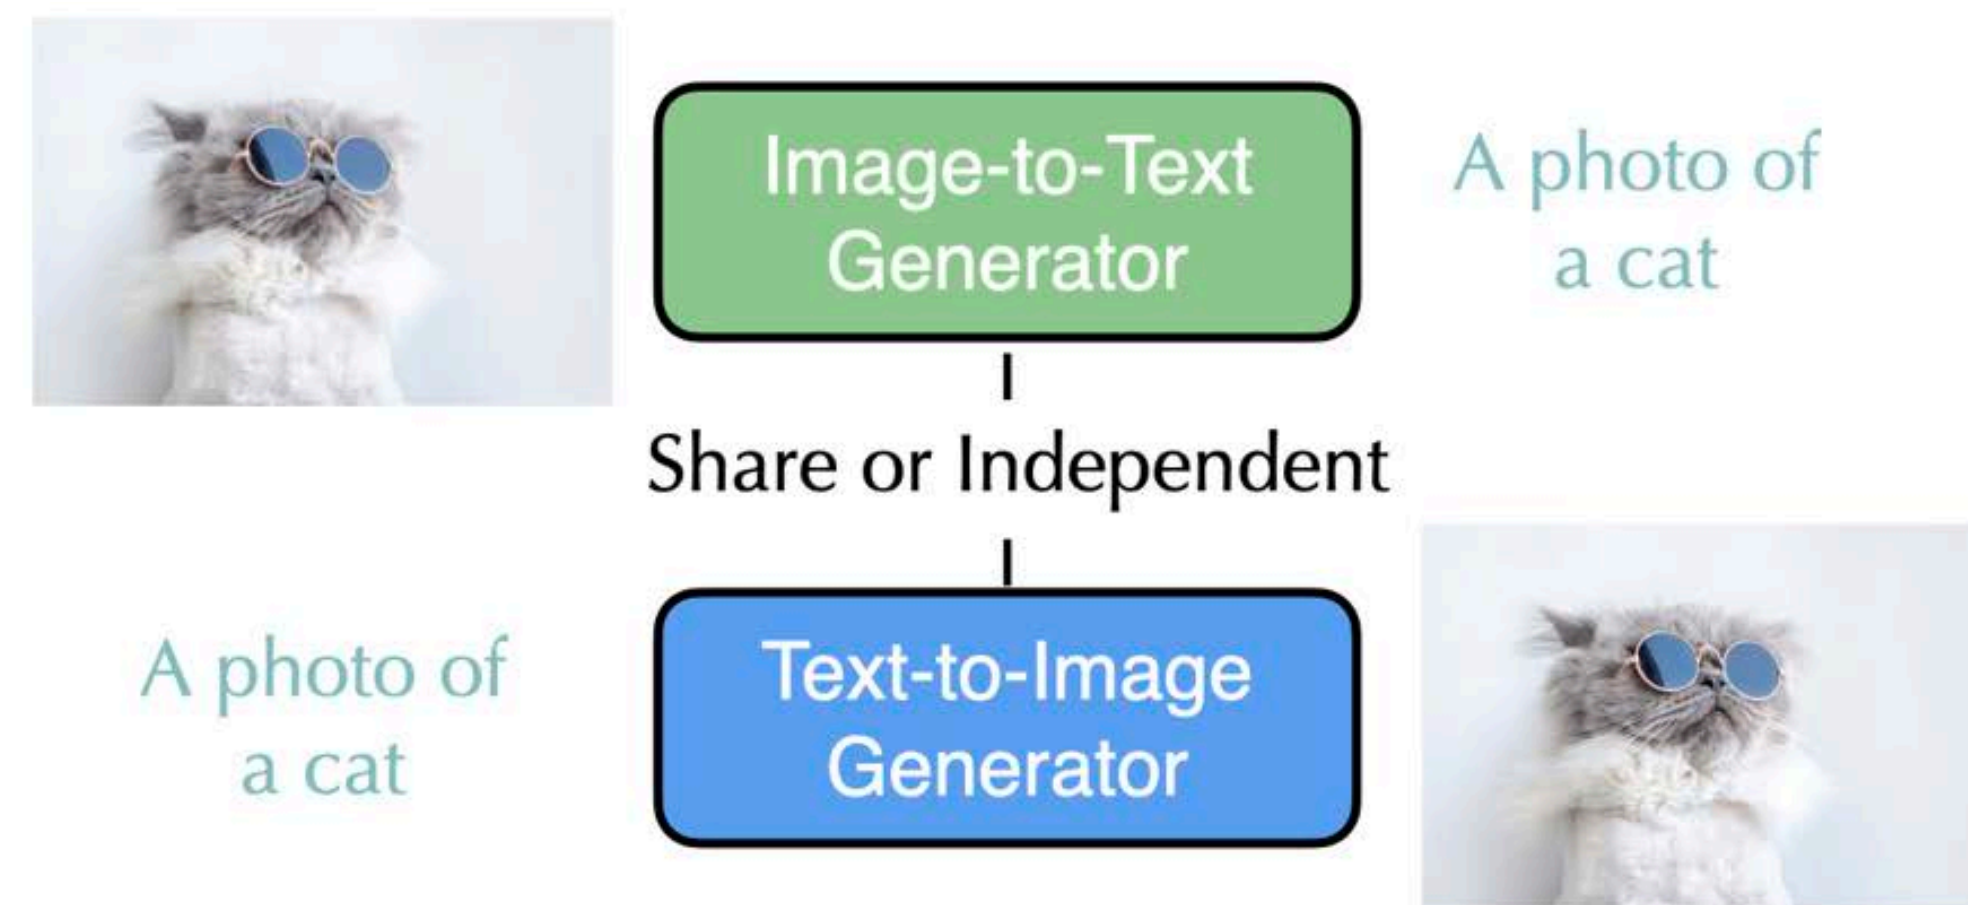 Image-to-Text
Generator
A photo of
a cat
Share or Independent
A photo of
a cat
Text-to-Image
Generator